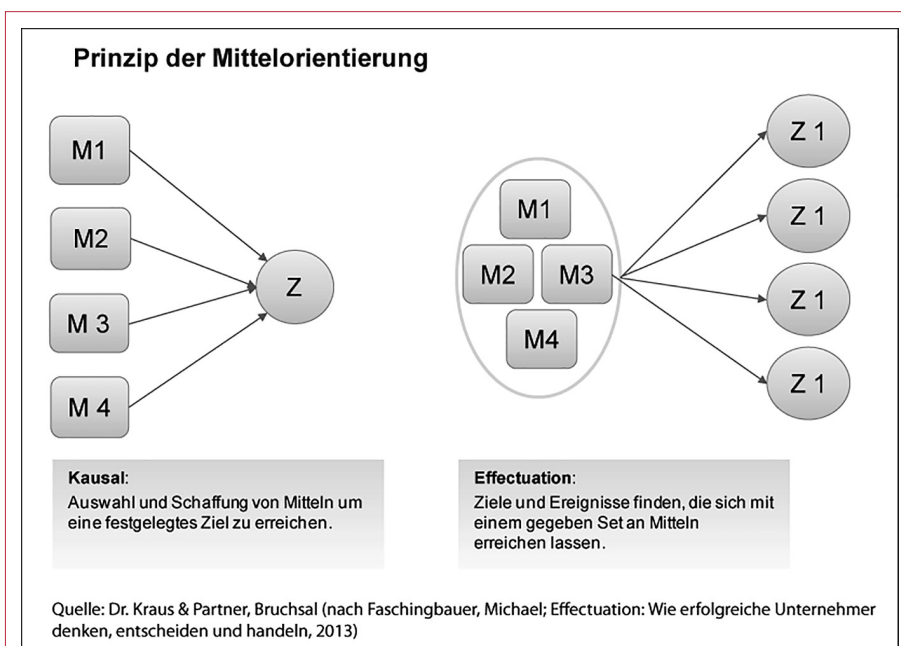 Prinzip der Mittelorientierung
M1
M2
M 3
M 4
Z
M1
M2
M3
M4
Z 1
Z 1
Z 1
Z 1
Kausal:
Auswahl und Schaffung von Mitteln um
eine festgelegtes Ziel zu erreichen.
Effectuation:
Ziele und Ereignisse finden, die sich mit
einem gegeben Set an Mitteln
erreichen lassen.
Quelle: Dr. Kraus & Partner, Bruchsal (nach Faschingbauer, Michael; Effectuation: Wie erfolgreiche Unternehmer
denken, entscheiden und handeln, 2013)